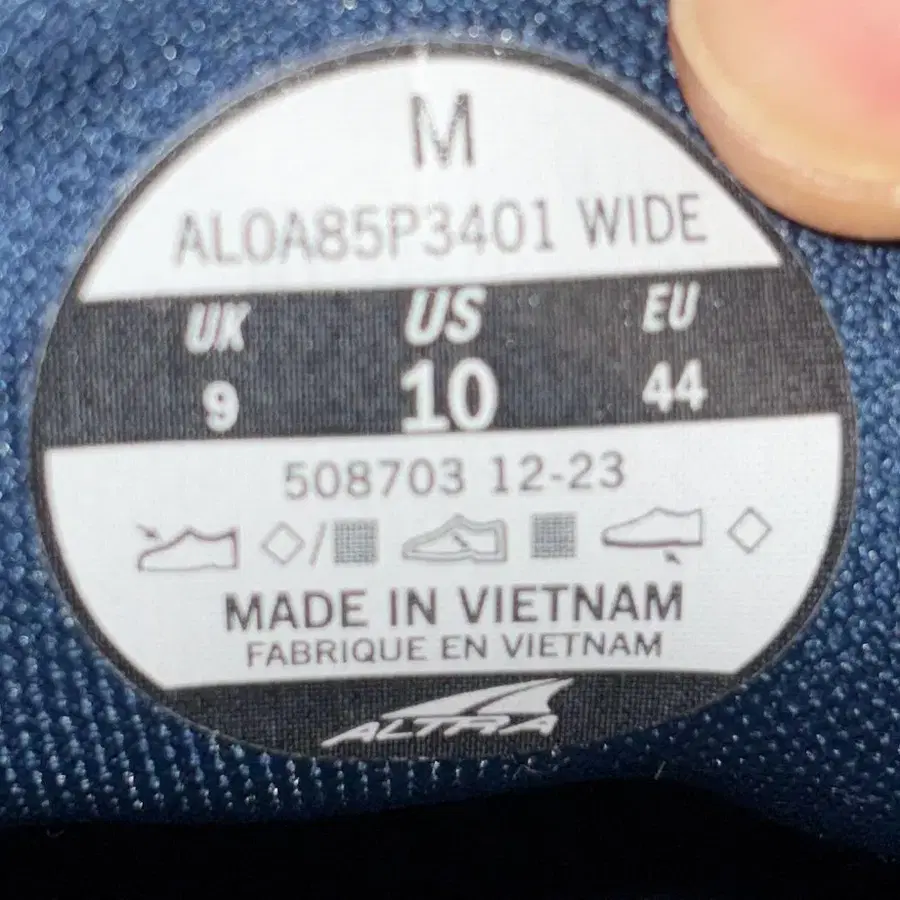 M
AL0A85P3401 WIDE
UK US EU
9 10 44
508703 12-23
MADE IN VIETNAM
FABRIQUE EN VIETNAM
ALTRA